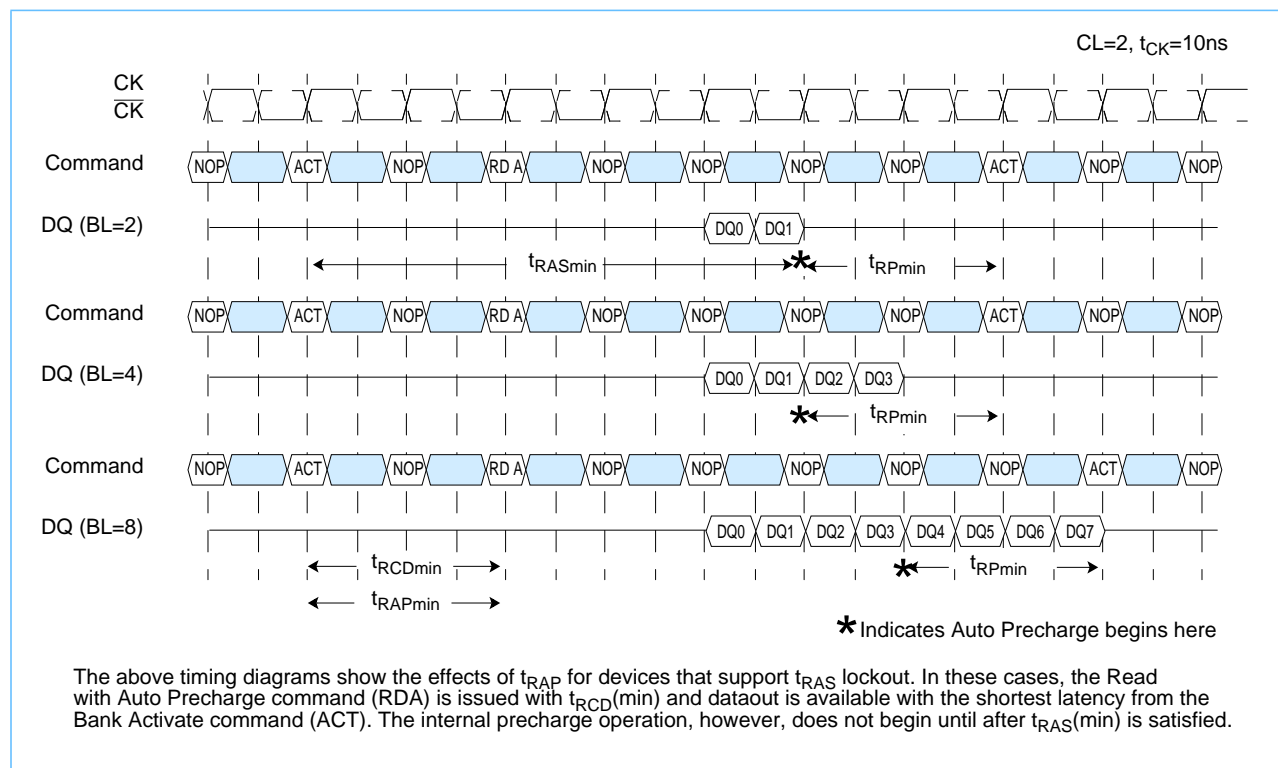 CL=2, tCK=10ns
CK
CK
Command
NOP ACT NOP RD A NOP NOP NOP NOP ACT NOP NOP
DQ (BL=2)
DQ0 DQ1
tRASmin * tRPmin
Command
NOP ACT NOP RD A NOP NOP NOP NOP ACT NOP NOP
DQ (BL=4)
DQ0 DQ1 DQ2 DQ3
* tRPmin
Command
NOP ACT NOP RD A NOP NOP NOP NOP NOP ACT NOP
DQ (BL=8)
DQ0 DQ1 DQ2 DQ3 DQ4 DQ5 DQ6 DQ7
tRCDmin * tRPmin
tRAPmin
* Indicates Auto Precharge begins here
The above timing diagrams show the effects of tRAP for devices that support tRAS lockout. In these cases, the Read
with Auto Precharge command (RDA) is issued with tRCD(min) and dataout is available with the shortest latency from the
Bank Activate command (ACT). The internal precharge operation, however, does not begin until after tRAS(min) is satisfied.